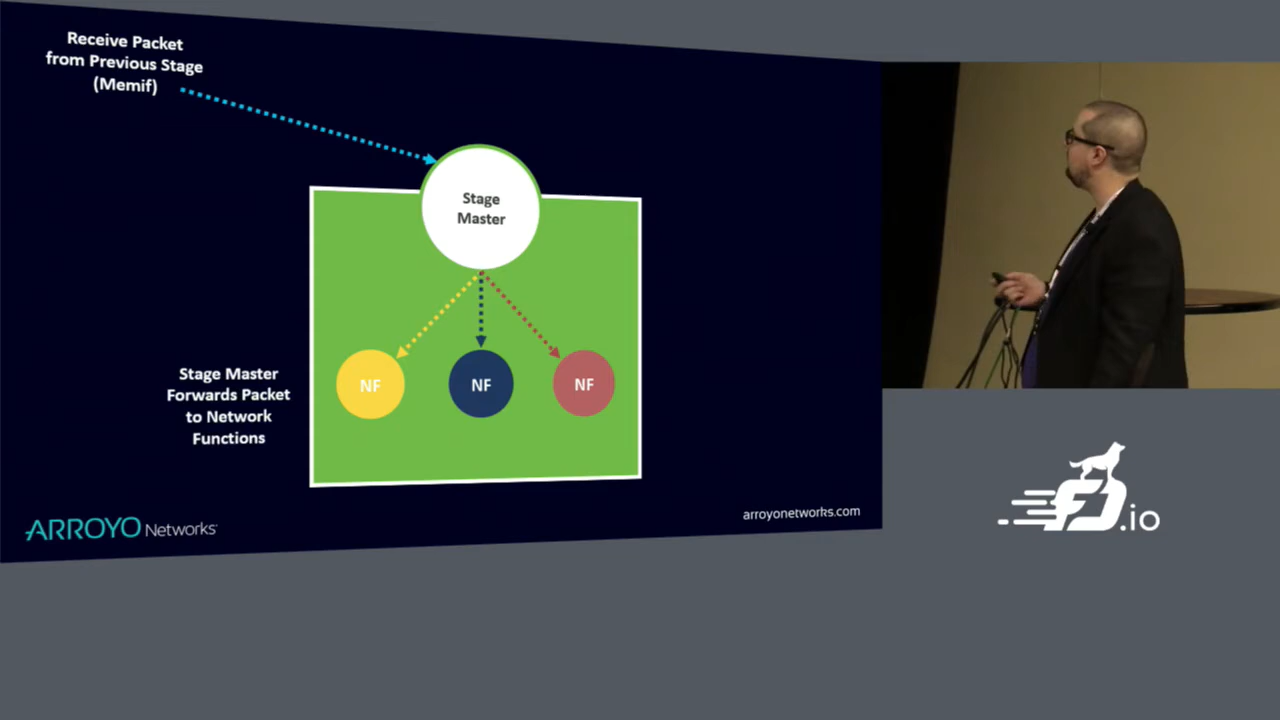 Receive Packet
from Previous Stage
(Memif)
Stage
Master
NF
NF
NF
Stage Master
Forwards Packet
to Network
Functions
ARROYO Networks
arroyonetworks.com
FD.io